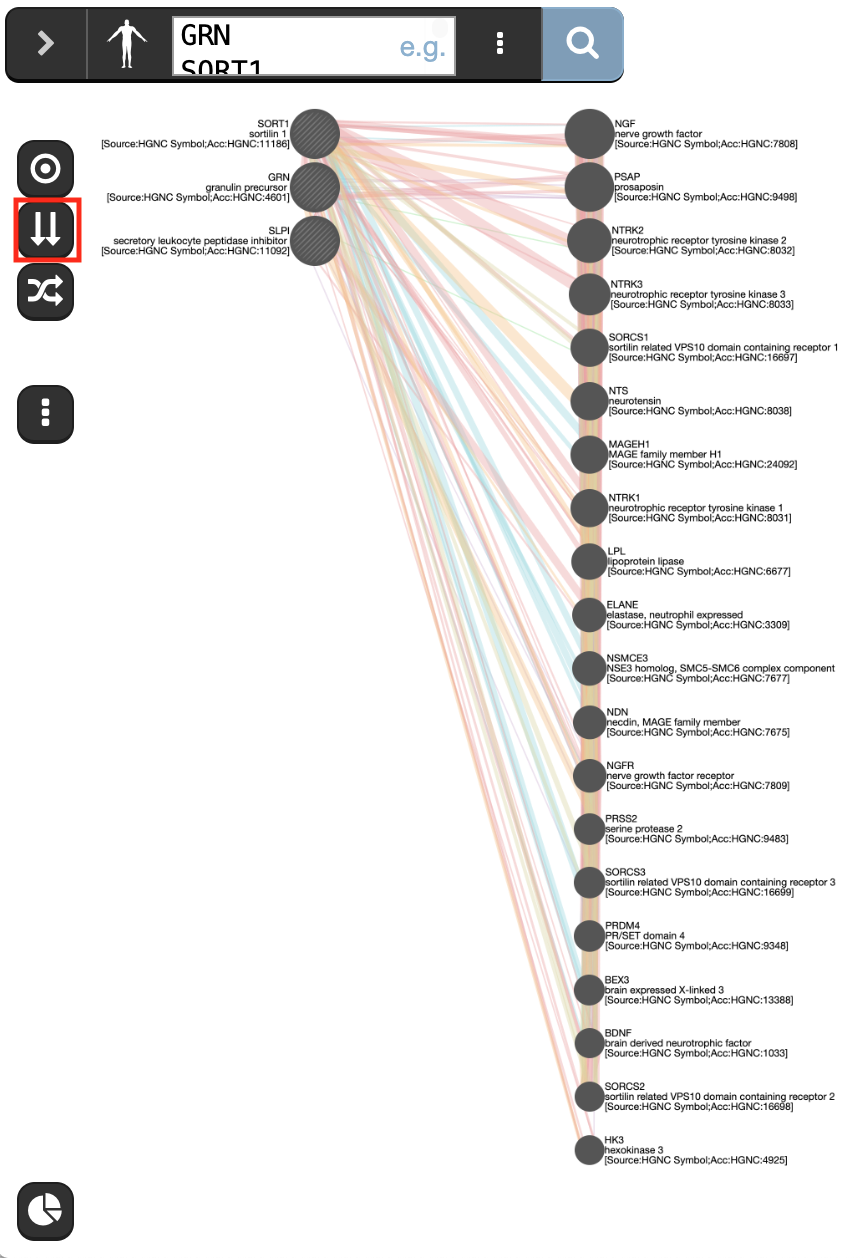 GRN
SORT1
e.g.
SORT1
sortilin 1
[Source:HGNC Symbol;Acc:HGNC:11186]
GRN
granulin precursor
[Source:HGNC Symbol;Acc:HGNC:4601]
SLPI
secretory leukocyte peptidase inhibitor
[Source:HGNC Symbol;Acc:HGNC:11092]
NGF
nerve growth factor
[Source:HGNC Symbol;Acc:HGNC:7808]
PSAP
prosaposin
[Source:HGNC Symbol;Acc:HGNC:9498]
NTRK2
neurotrophic receptor tyrosine kinase 2
[Source:HGNC Symbol;Acc:HGNC:8032]
NTRK3
neurotrophic receptor tyrosine kinase 3
[Source:HGNC Symbol;Acc:HGNC:8033]
SORCS1
sortilin related VPS10 domain containing receptor 1
[Source:HGNC Symbol;Acc:HGNC:16697]
NTS
neurotensin
[Source:HGNC Symbol;Acc:HGNC:8038]
MAGEH1
MAGE family member H1
[Source:HGNC Symbol;Acc:HGNC:24092]
NTRK1
neurotrophic receptor tyrosine kinase 1
[Source:HGNC Symbol;Acc:HGNC:8031]
LPL
lipoprotein lipase
[Source:HGNC Symbol;Acc:HGNC:6677]
ELANE
elastase, neutrophil expressed
[Source:HGNC Symbol;Acc:HGNC:3309]
NSMCE3
NSE3 homolog, SMC5-SMC6 complex component
[Source:HGNC Symbol;Acc:HGNC:7677]
NDN
necdin, MAGE family member
[Source:HGNC Symbol;Acc:HGNC:7675]
NGFR
nerve growth factor receptor
[Source:HGNC Symbol;Acc:HGNC:7809]
PRSS2
serine protease 2
[Source:HGNC Symbol;Acc:HGNC:9483]
SORCS3
sortilin related VPS10 domain containing receptor 3
[Source:HGNC Symbol;Acc:HGNC:16699]
PRDM4
PR/SET domain 4
[Source:HGNC Symbol;Acc:HGNC:9348]
BEX3
brain expressed X-linked 3
[Source:HGNC Symbol;Acc:HGNC:13388]
BDNF
brain derived neurotrophic factor
[Source:HGNC Symbol;Acc:HGNC:1033]
SORCS2
sortilin related VPS10 domain containing receptor 2
[Source:HGNC Symbol;Acc:HGNC:16698]
HK3
hexokinase 3
[Source:HGNC Symbol;Acc:HGNC:4925]